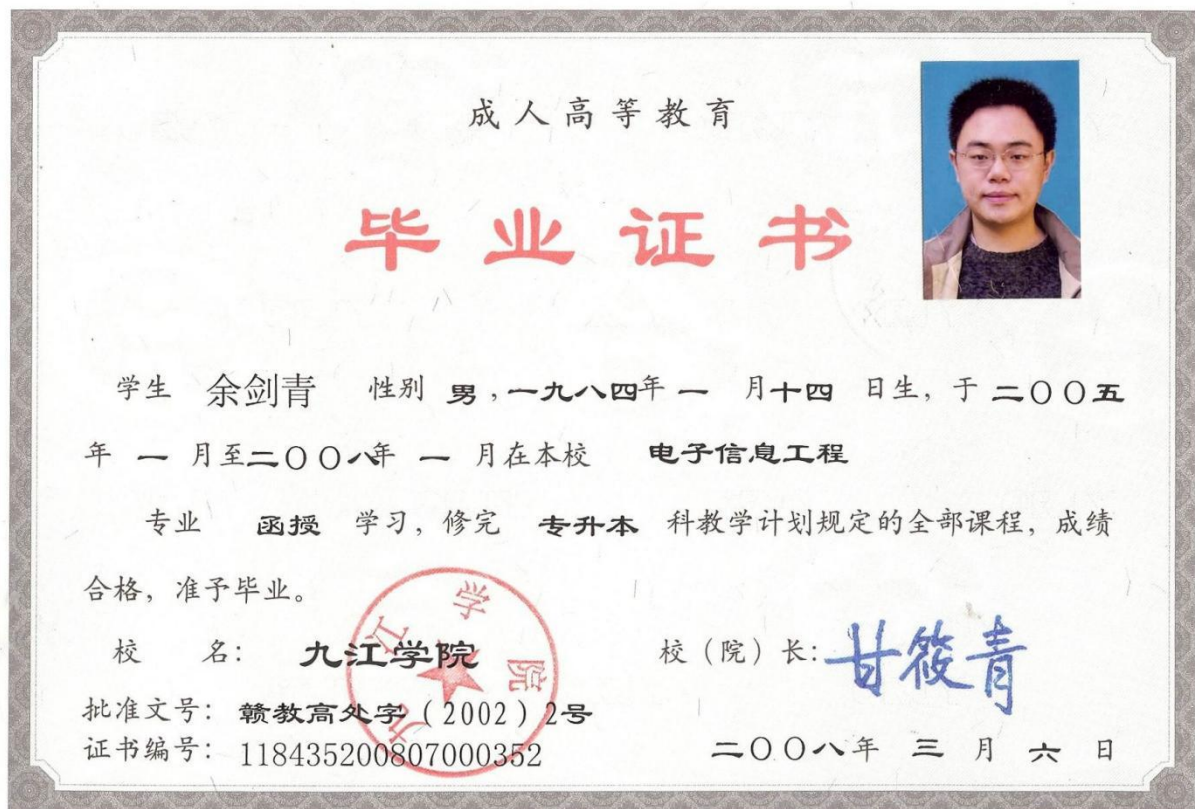 成人高等教育
毕业证书
学生 余剑青 性别 男，一九八四年 一 月十四 日生，于 二〇〇五
年 一 月至二〇〇八年 一 月在本校 电子信息工程
专业 函授 学习，修完 专升本 科教学计划规定的全部课程，成绩
合格，准予毕业。
校 名： 九江学院
九江学院
校（院）长：甘筱青
批准文号：赣教高处字（2002）2号
证书编号：118435200807000352
二〇〇八年 三 月 六 日